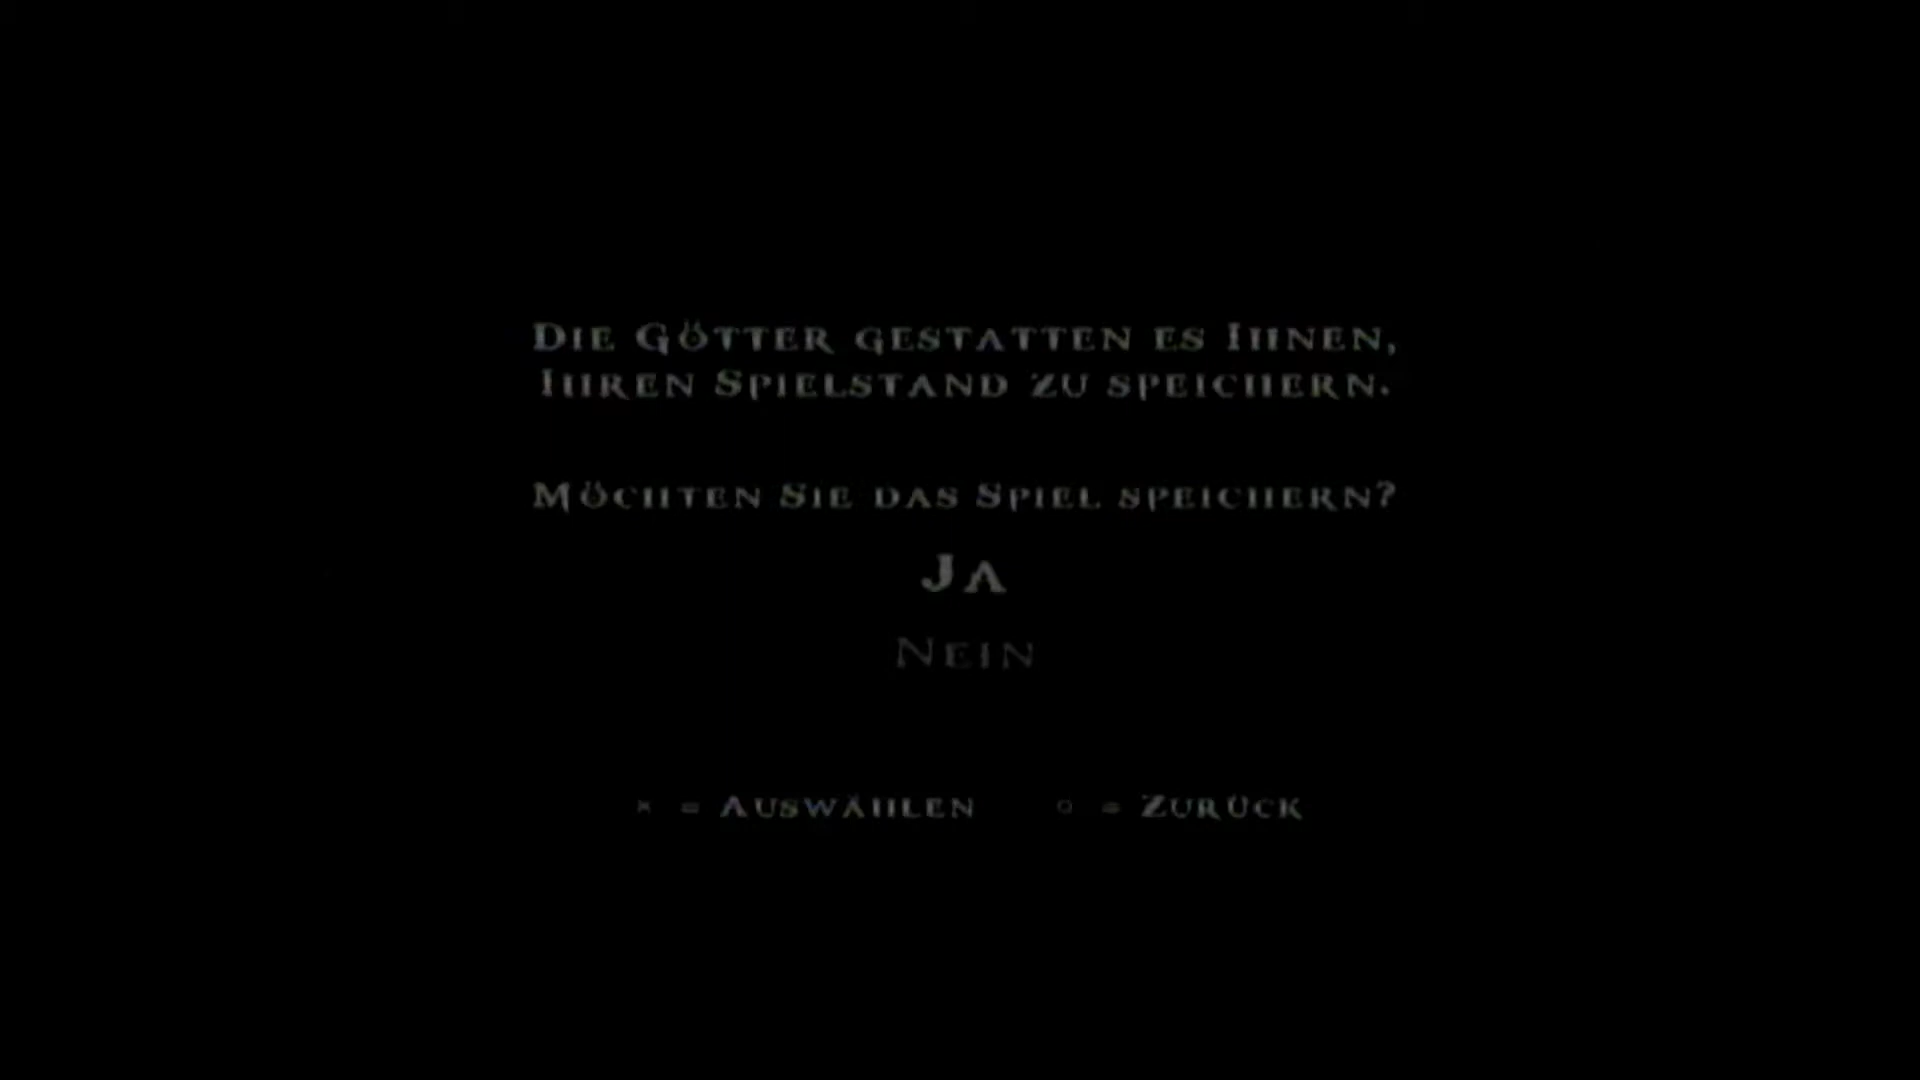 Die Götter gestatten es Ihnen,
Ihren Spielstand zu speichern.
Möchten Sie das Spiel speichern?
Ja
Nein
× = Auswählen ○ = Zurück